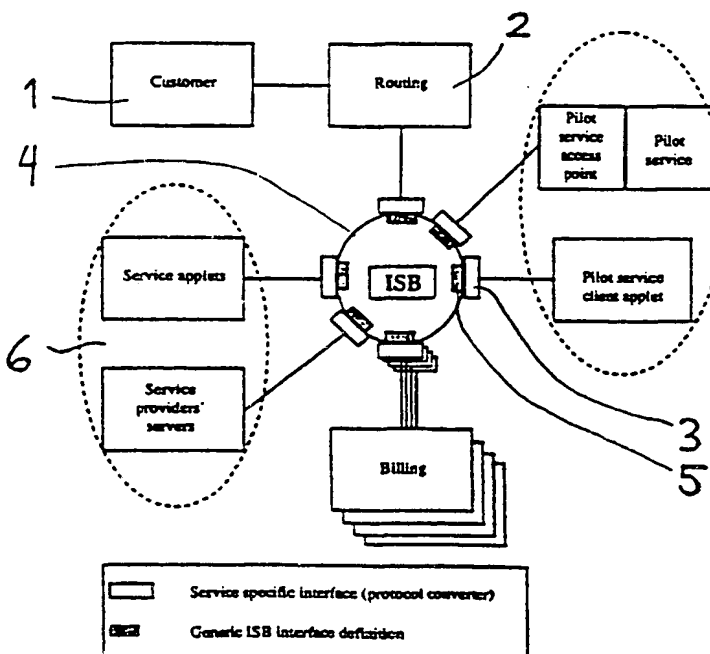 2
1
Customer
Routing
Pilot
service
access
point
Pilot
service
4
Service applets
ISB
Pilot service
client applet
6
Service
providers'
servers
3
Billing
5
Service specific interface (protocol converter)
Generic ISB interface definition